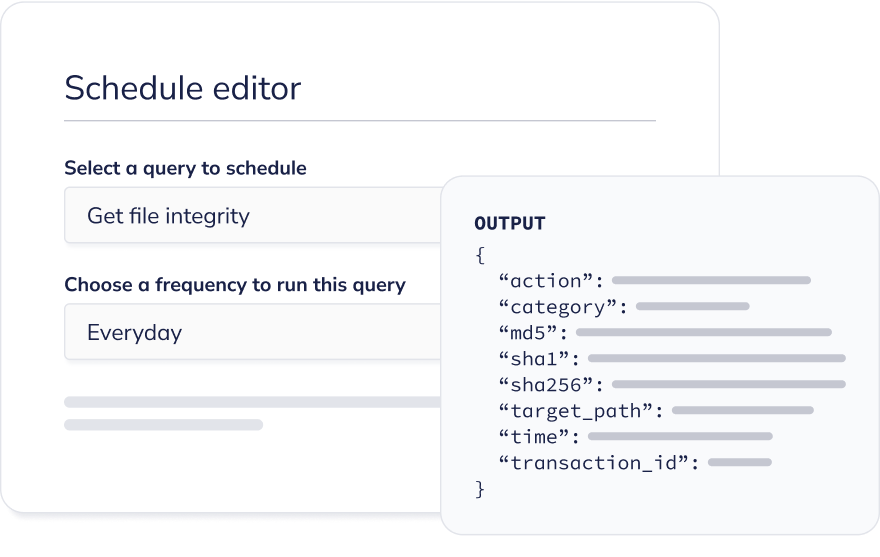 Schedule editor
Select a query to schedule
Get file integrity
Choose a frequency to run this query
Everyday
OUTPUT
{
“action”:
“category”:
“md5”:
“sha1”:
“sha256”:
“target_path”:
“time”:
“transaction_id”:
}